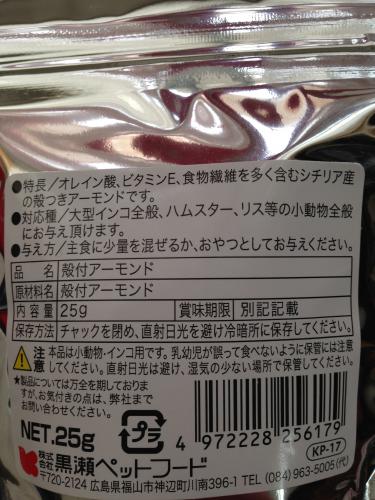 ●特長/オレイン酸、ビタミンE、食物繊維を多く含むシチリア産
の殻つきアーモンドです。
●対応種/大型インコ全般、ハムスター、リス等の小動物全般
にお与え頂けます。
●与え方/主食に少量を混ぜるか、おやつとしてお与えください。
品名 殻付アーモンド
原材料名 殻付アーモンド
内容量 25g 賞味期限 別記記載
保存方法 チャックを閉め、直射日光を避け冷暗所に保存してください。
注意 本品は小動物・インコ用です。乳幼児が誤って食べないように保管には注意
してください。直射日光は避け、湿気の少ない場所で保管してください。
★製品については万全を期しております
ますが、お気付きの点は、弊社まで
お問い合わせください。
NET.25g
プラ
4 972228 256179
KP-17
株式会社 黒瀬ペットフード
〒720-2124 広島県福山市神辺町川南396-1 TEL (084)963-5005(代)